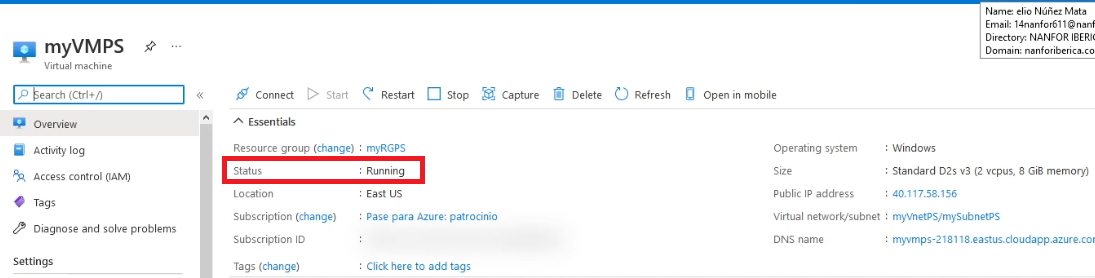 Name: elio Núñez Mata
Email: 14nanfor611@nanf
Directory: NANFOR IBERIC
Domain: nanforiberica.co
myVMPS
Virtual machine
Search (Ctrl+/)
«
Connect Start Restart Stop Capture Delete Refresh Open in mobile
Overview
Activity log
Access control (IAM)
Tags
Diagnose and solve problems
Settings
Essentials
Resource group (change) : myRGPS
Status : Running
Location : East US
Subscription (change) : Pase para Azure: patrocinio
Subscription ID :
Tags (change) : Click here to add tags
Operating system : Windows
Size : Standard D2s v3 (2 vcpus, 8 GiB memory)
Public IP address : 40.117.58.156
Virtual network/subnet : myVnetPS/mySubnetPS
DNS name : myvmps-218118.eastus.cloudapp.azure.com